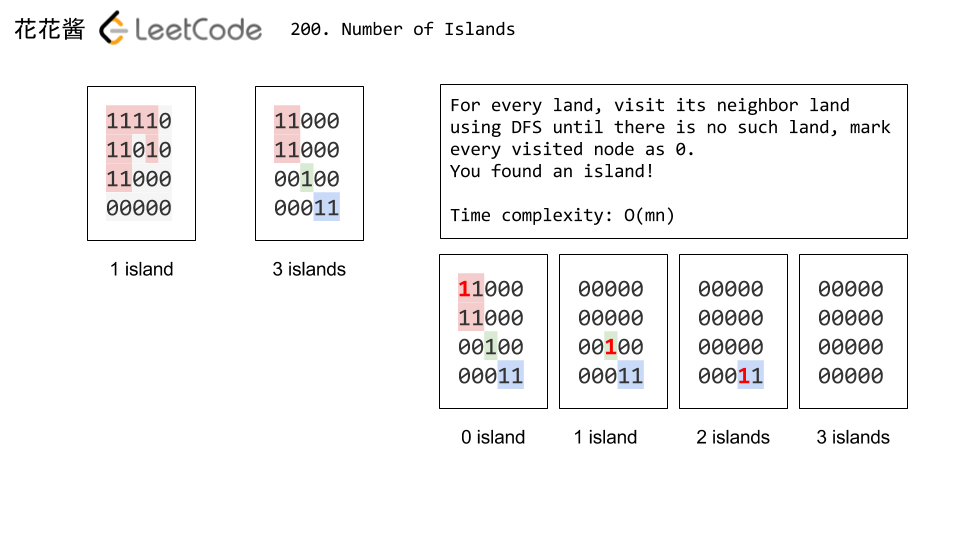 花花酱 LeetCode 200. Number of Islands
11110
11010
11000
00000
1 island
11000
11000
00100
00011
3 islands
For every land, visit its neighbor land
using DFS until there is no such land, mark
every visited node as 0.
You found an island!
Time complexity: O(mn)
11000
11000
00100
00011
0 island
00000
00000
00100
00011
1 island
00000
00000
00000
00011
2 islands
00000
00000
00000
00000
3 islands